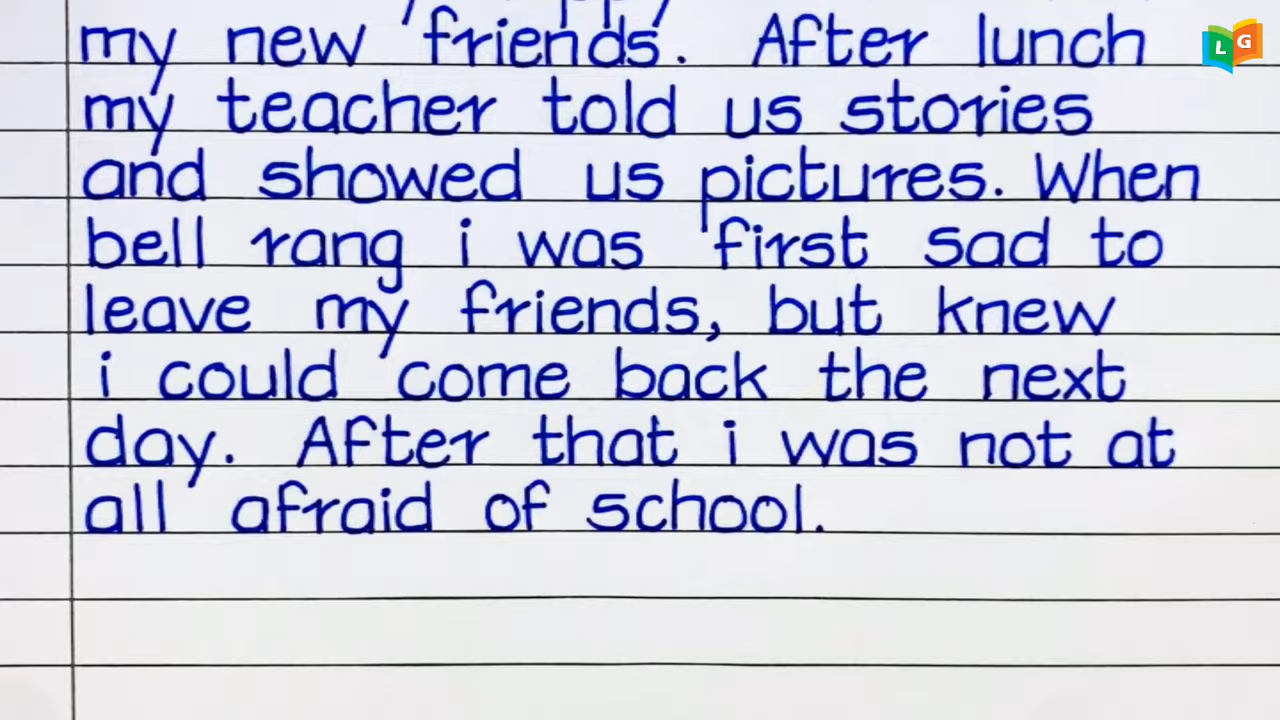 my new friends. After lunch
my teacher told us stories
and showed us pictures. When
bell rang i was first sad to
leave my friends, but knew
i could come back the next
day. After that i was not at
all afraid of school.
LG